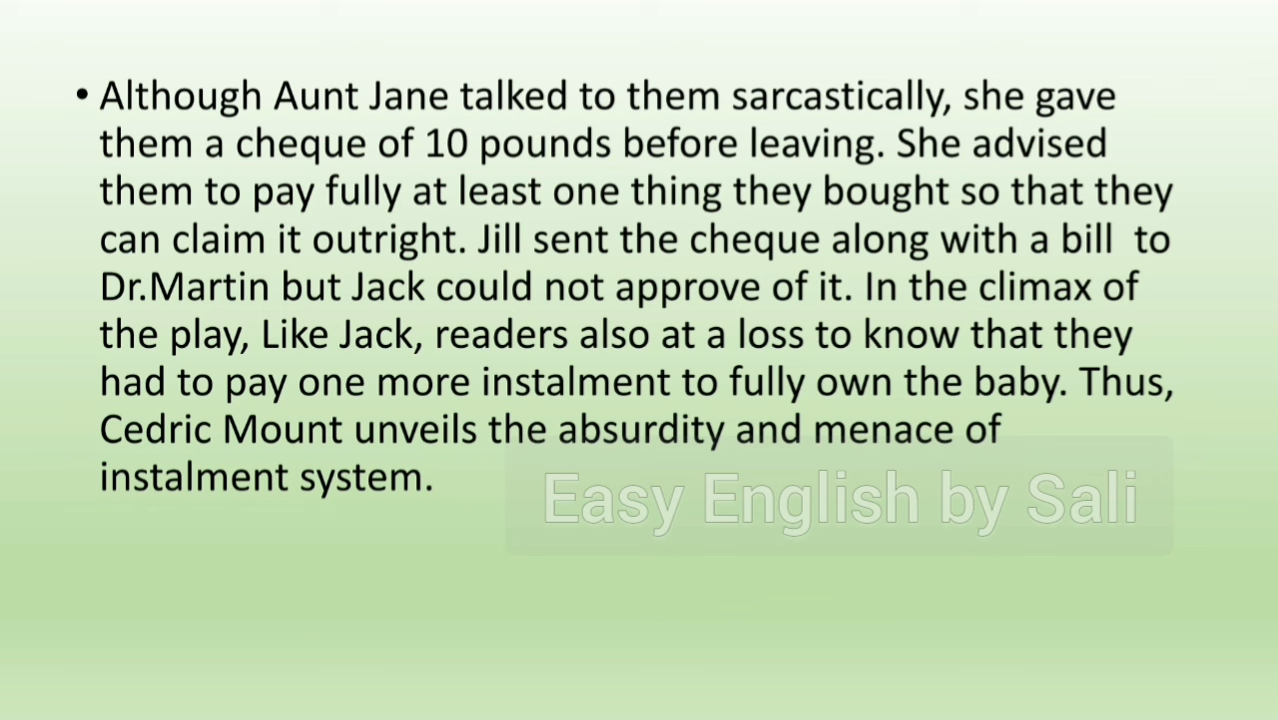 • Although Aunt Jane talked to them sarcastically, she gave
them a cheque of 10 pounds before leaving. She advised
them to pay fully at least one thing they bought so that they
can claim it outright. Jill sent the cheque along with a bill  to
Dr.Martin but Jack could not approve of it. In the climax of
the play, Like Jack, readers also at a loss to know that they
had to pay one more instalment to fully own the baby. Thus,
Cedric Mount unveils the absurdity and menace of
instalment system.
Easy English by Sali